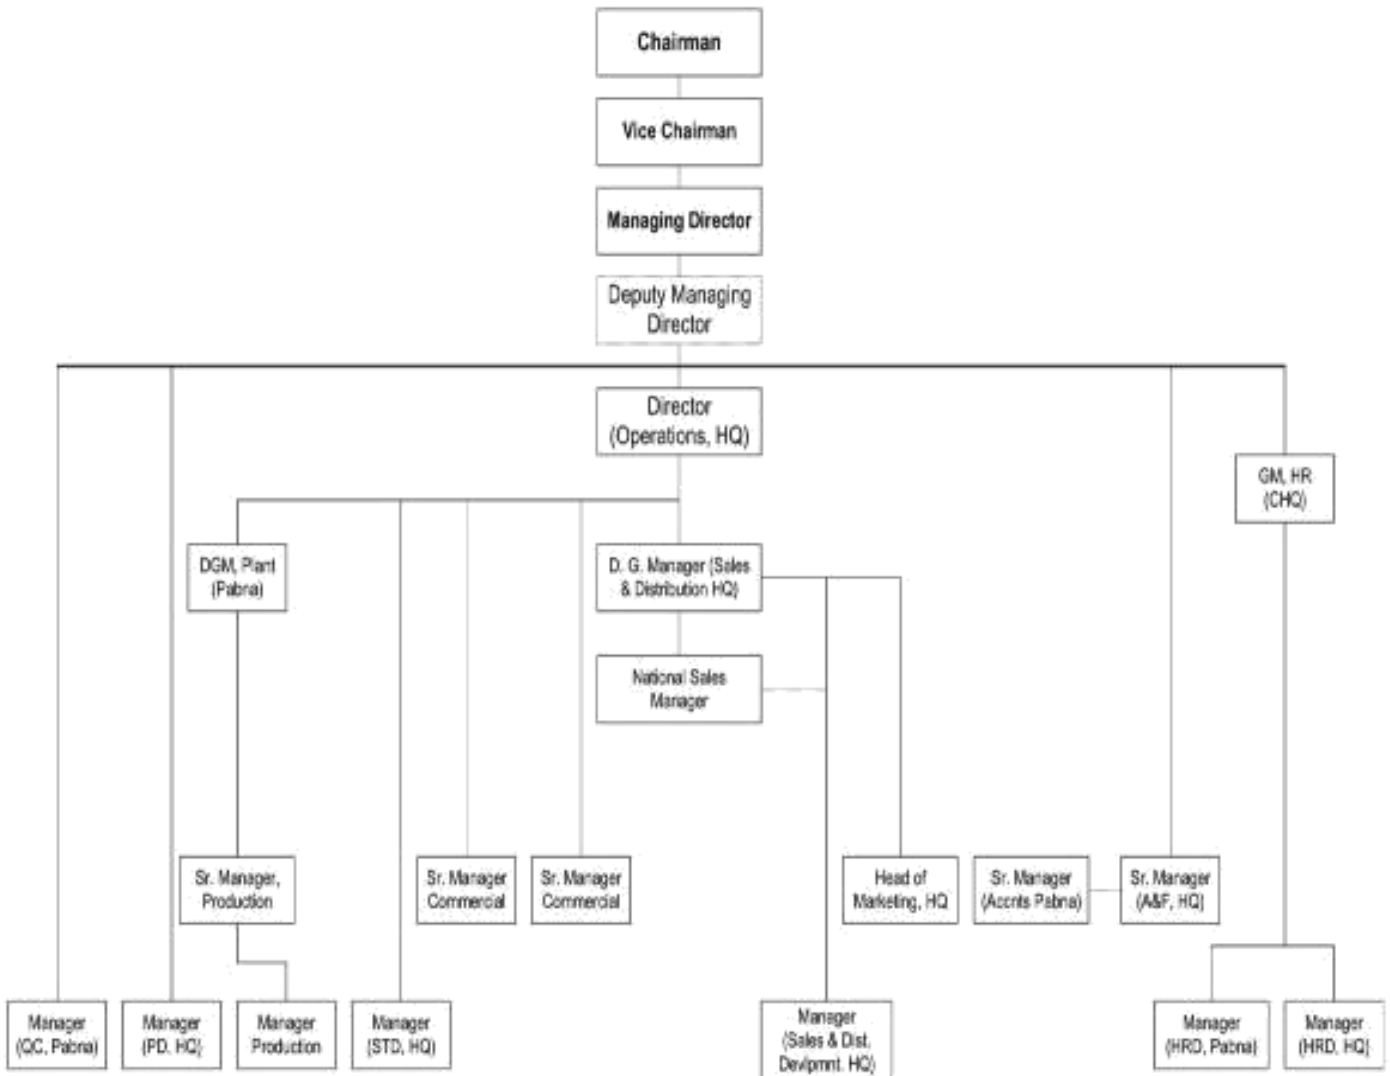 Chairman
Vice Chairman
Managing Director
Deputy Managing
Director
Director
(Operations, HQ)
GM, HR
(CHQ)
DGM, Plant
(Pabna)
D. G. Manager (Sales
& Distribution HQ)
National Sales
Manager
Sr. Manager,
Production
Sr. Manager
Commercial
Sr. Manager
Commercial
Head of
Marketing, HQ
Sr. Manager
(Accnts Pabna)
Sr. Manager
(A&F, HQ)
Manager
(QC, Pabna)
Manager
(PD, HQ)
Manager
Production
Manager
(STD, HQ)
Manager
(Sales & Dist.
Devlpmnt. HQ)
Manager
(HRD, Pabna)
Manager
(HRD, HQ)